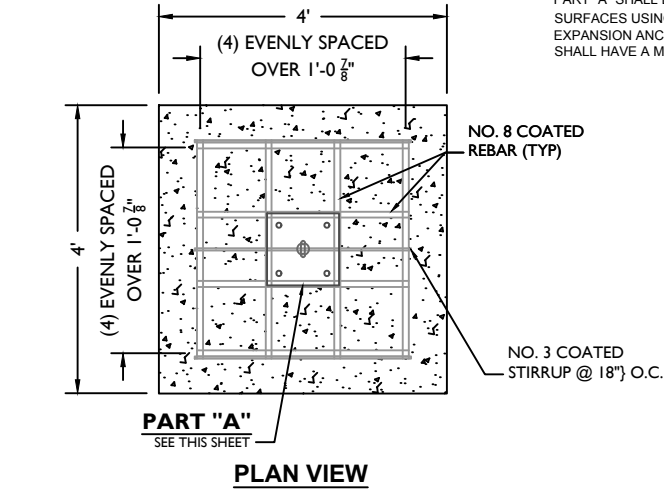 PART "A" SHALL
SURFACES USING
EXPANSION ANC
SHALL HAVE A M
4'
(4) EVENLY SPACED
OVER 1'-0 7/8"
NO. 8 COATED
REBAR (TYP)
4'
(4) EVENLY SPACED
OVER 1'-0 7/8"
NO. 3 COATED
STIRRUP @ 18"} O.C.
PART "A"
SEE THIS SHEET
PLAN VIEW